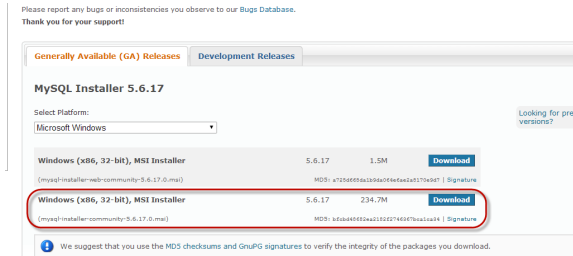 Please report any bugs or inconsistencies you observe to our Bugs Database.
Thank you for your support!
Generally Available (GA) Releases Development Releases
MySQL Installer 5.6.17
Select Platform:
Looking for pre
versions?
Microsoft Windows
Windows (x86, 32-bit), MSI Installer 5.6.17 1.5M Download
(mysql-installer-web-community-5.6.17.0.msi) MD5: | Signature
Windows (x86, 32-bit), MSI Installer 5.6.17 234.7M Download
(mysql-installer-community-5.6.17.0.msi) MD5: | Signature
We suggest that you use the MD5 checksums and GnuPG signatures to verify the integrity of the packages you download.